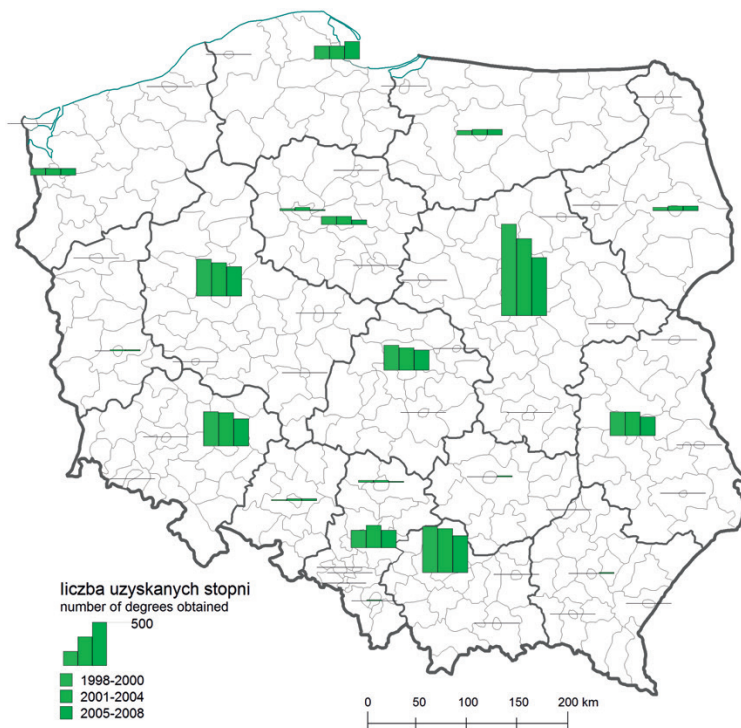 liczba uzyskanych stopni
number of degrees obtained
500
1998-2000
2001-2004
2005-2008
0 50 100 150 200 km